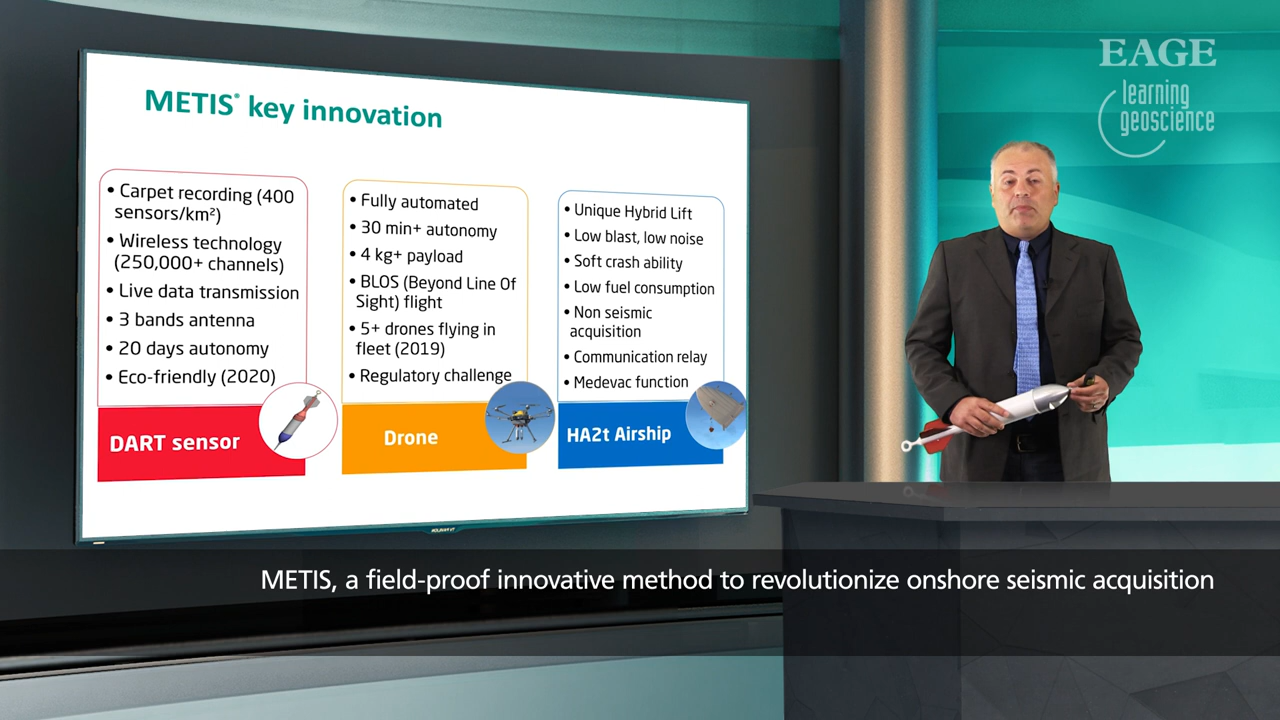 METIS® key innovation
• Carpet recording (400
sensors/km²)
• Wireless technology
(250,000+ channels)
• Live data transmission
• 3 bands antenna
• 20 days autonomy
• Eco-friendly (2020)
DART sensor
• Fully automated
• 30 min+ autonomy
• 4 kg+ payload
• BLOS (Beyond Line Of
Sight) flight
• 5+ drones flying in
fleet (2019)
• Regulatory challenge
Drone
• Unique Hybrid Lift
• Low blast, low noise
• Soft crash ability
• Low fuel consumption
• Non seismic
acquisition
• Communication relay
• Medevac function
HA2t Airship
EAGE
learning
geoscience
METIS, a field-proof innovative method to revolutionize onshore seismic acquisition